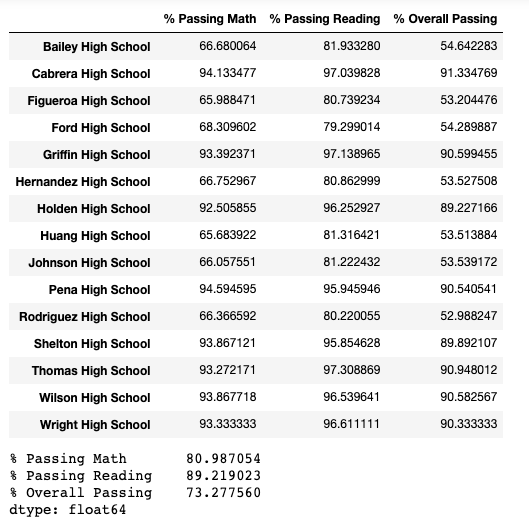 % Passing Math % Passing Reading % Overall Passing
Bailey High School 66.680064 81.933280 54.642283
Cabrera High School 94.133477 97.039828 91.334769
Figueroa High School 65.988471 80.739234 53.204476
Ford High School 68.309602 79.299014 54.289887
Griffin High School 93.392371 97.138965 90.599455
Hernandez High School 66.752967 80.862999 53.527508
Holden High School 92.505855 96.252927 89.227166
Huang High School 65.683922 81.316421 53.513884
Johnson High School 66.057551 81.222432 53.539172
Pena High School 94.594595 95.945946 90.540541
Rodriguez High School 66.366592 80.220055 52.988247
Shelton High School 93.867121 95.854628 89.892107
Thomas High School 93.272171 97.308869 90.948012
Wilson High School 93.867718 96.539641 90.582567
Wright High School 93.333333 96.611111 90.333333
% Passing Math 80.987054
% Passing Reading 89.219023
% Overall Passing 73.277560
dtype: float64